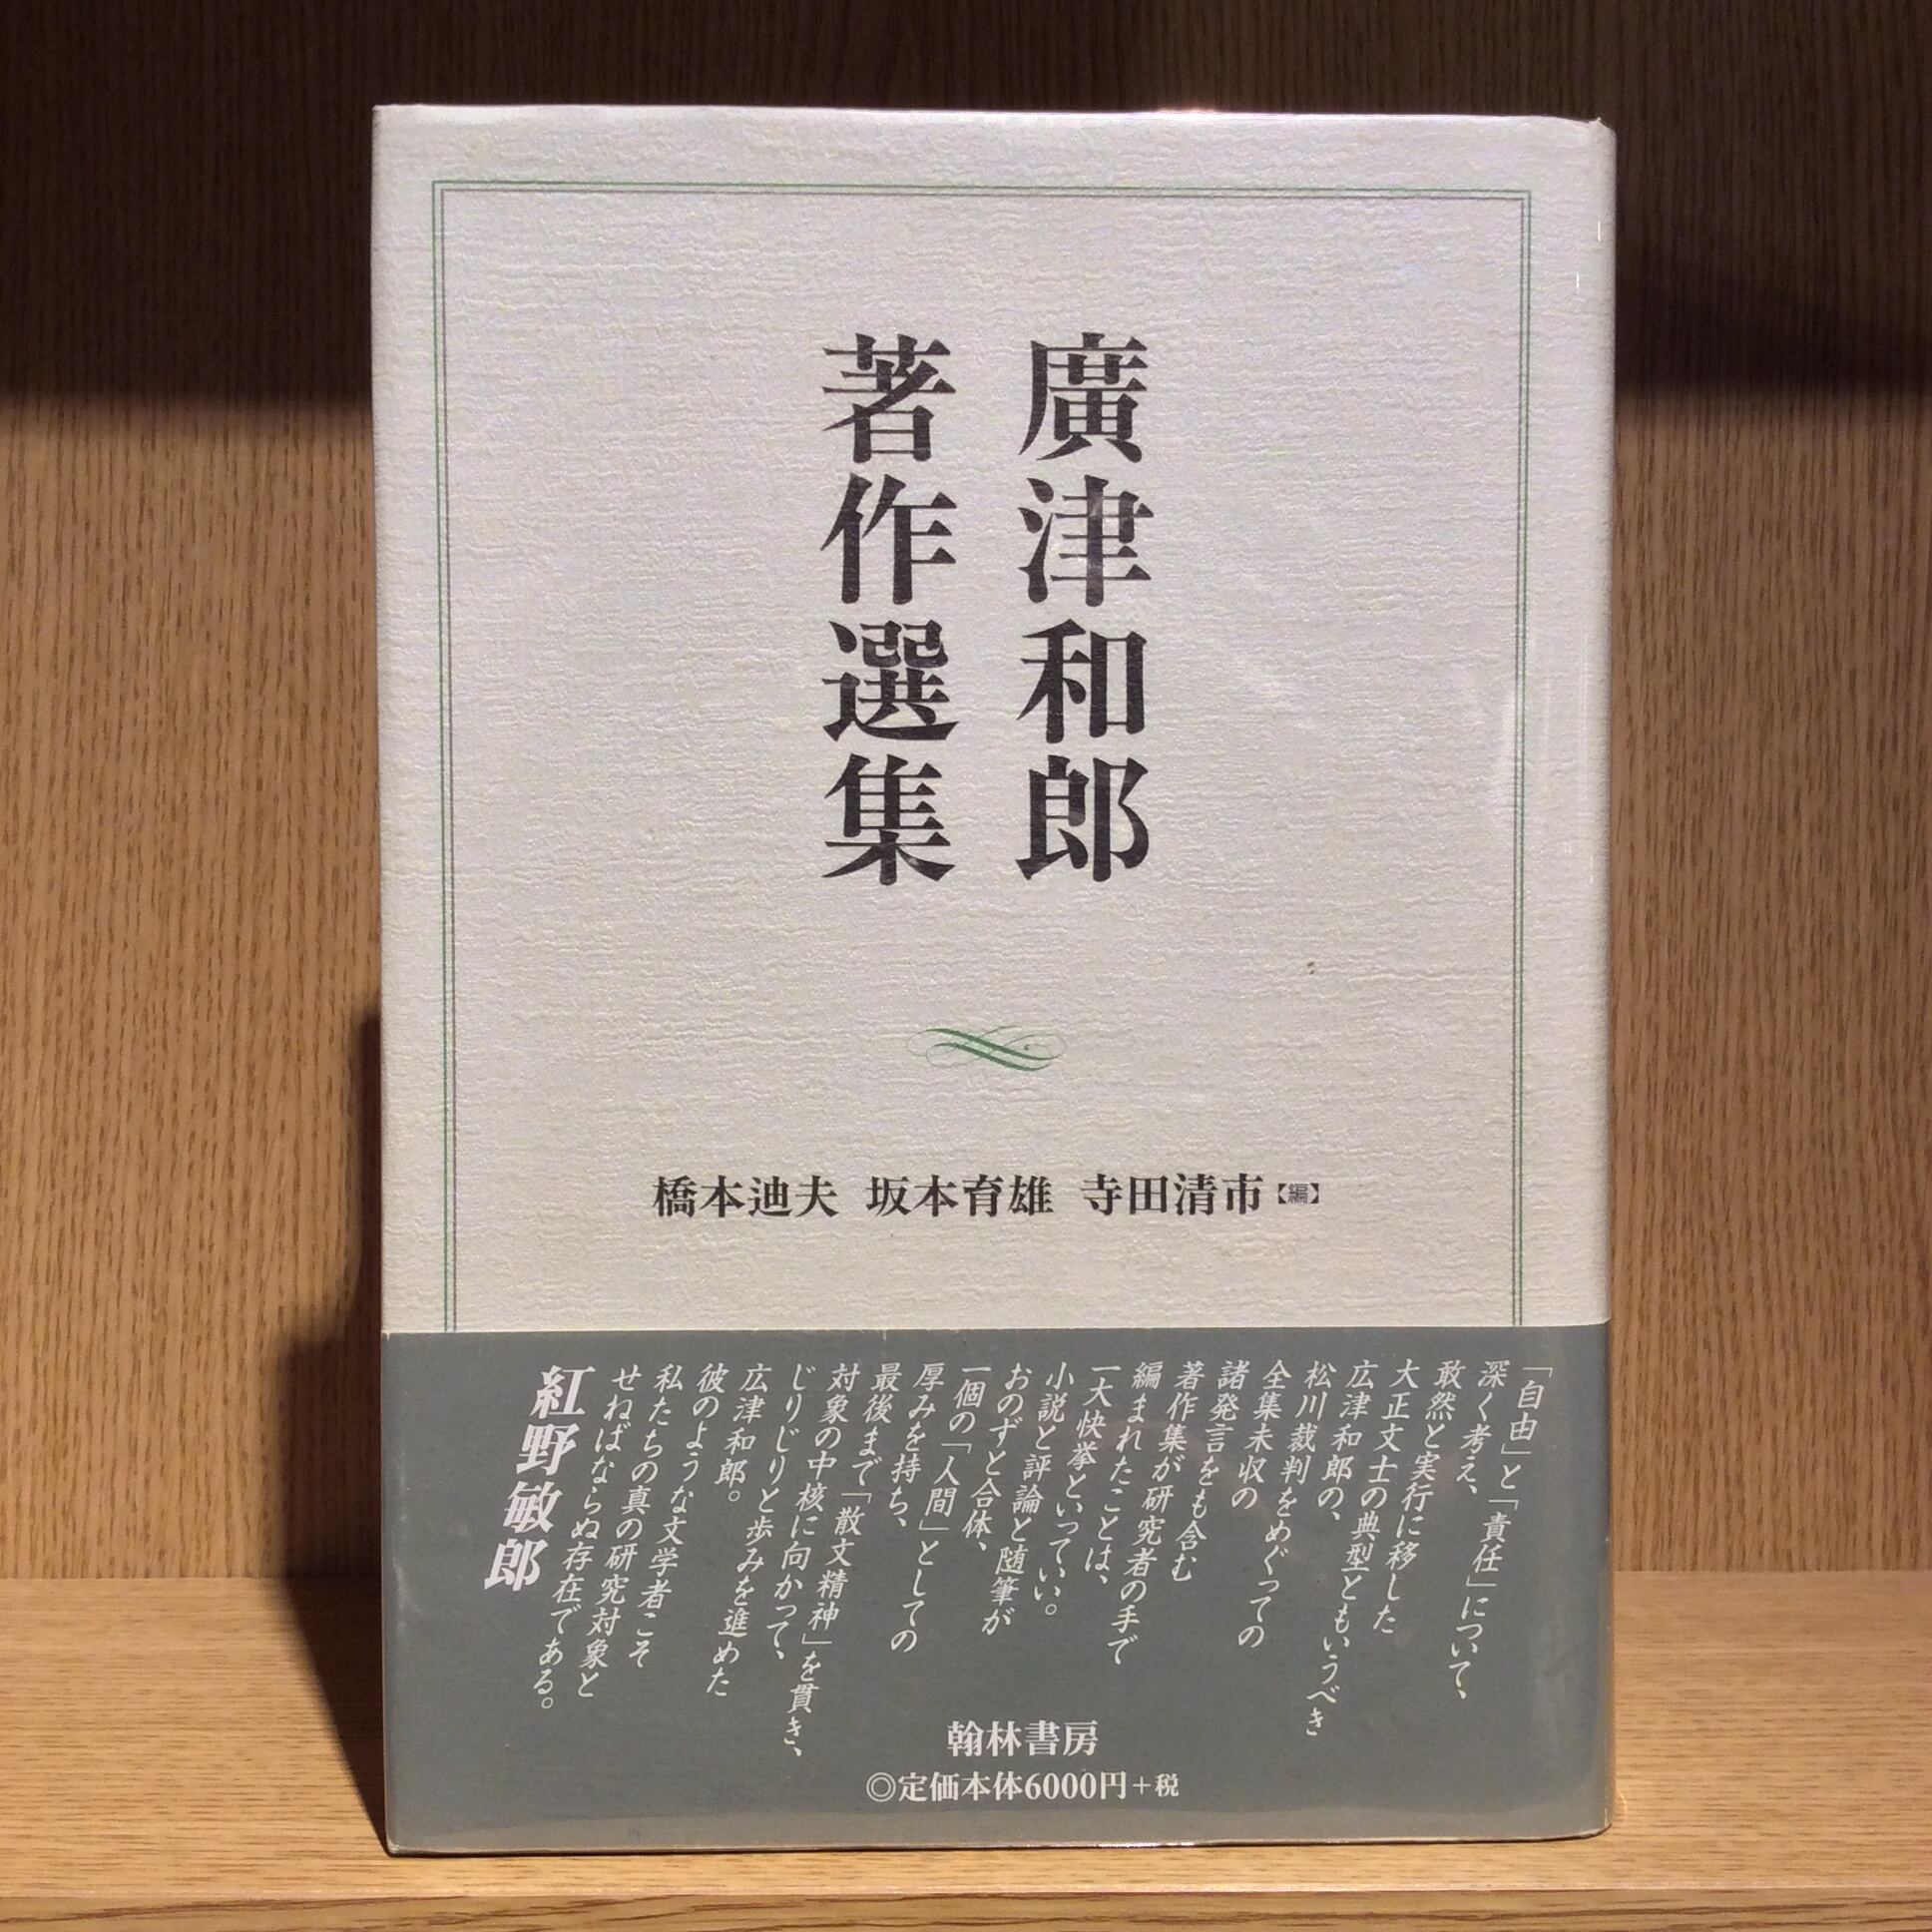 廣津和郎
著作選集
橋本迪夫 坂本育雄 寺田清市【編】
「自由」と「責任」について、
深く考え、
敢然と実行に移した
大正文士の典型ともいうべき
広津和郎の、
松川裁判をめぐっての
全集未収の
諸発言をも含む
著作集が研究者の手で
編まれたことは、
一大快挙といっていい。
小説と評論と随筆が
おのずと合体、
一個の「人間」としての
厚みを持ち、
最後まで「散文精神」を貫き、
対象の中核に向かって、
じりじりと歩みを進めた
広津和郎。
彼のような文学者こそ
私たちの真の研究対象と
せねばならぬ存在である。
紅野敏郎
翰林書房
◎定価本体6000円+税